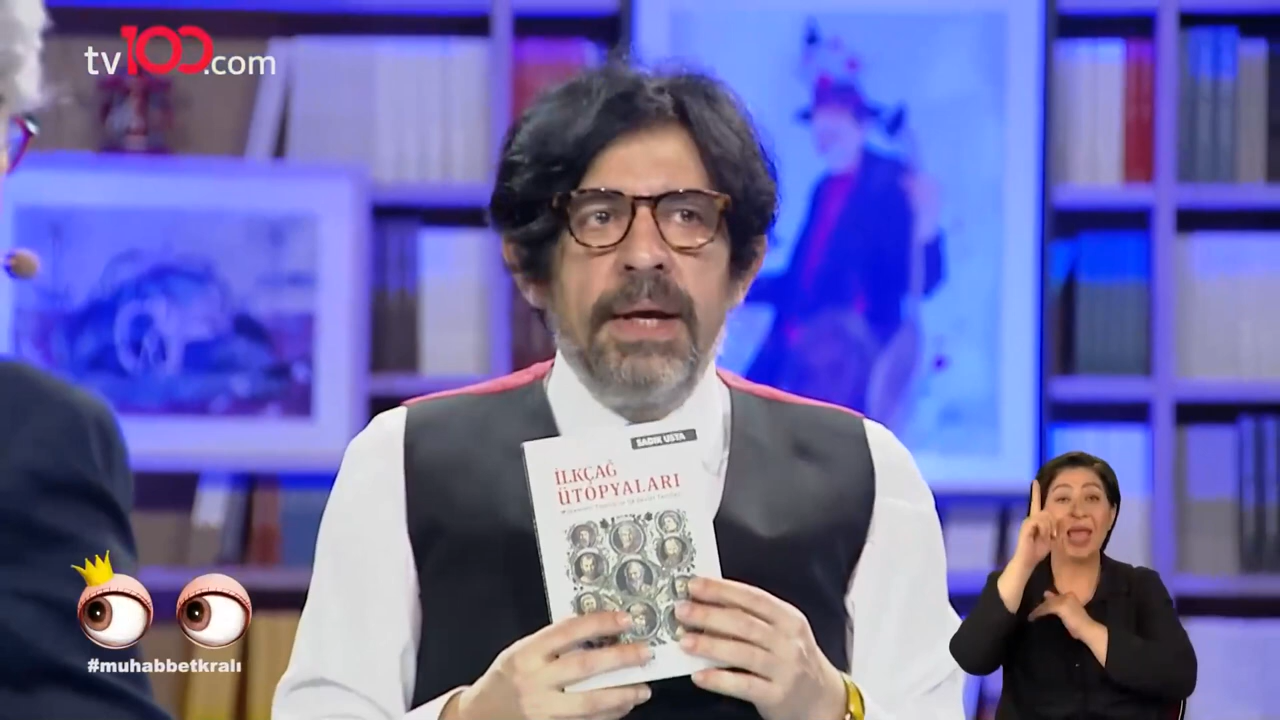 tv100.com
SADIK USTA
İLKÇAĞ
ÜTOPYALARI
#muhabbetkralı